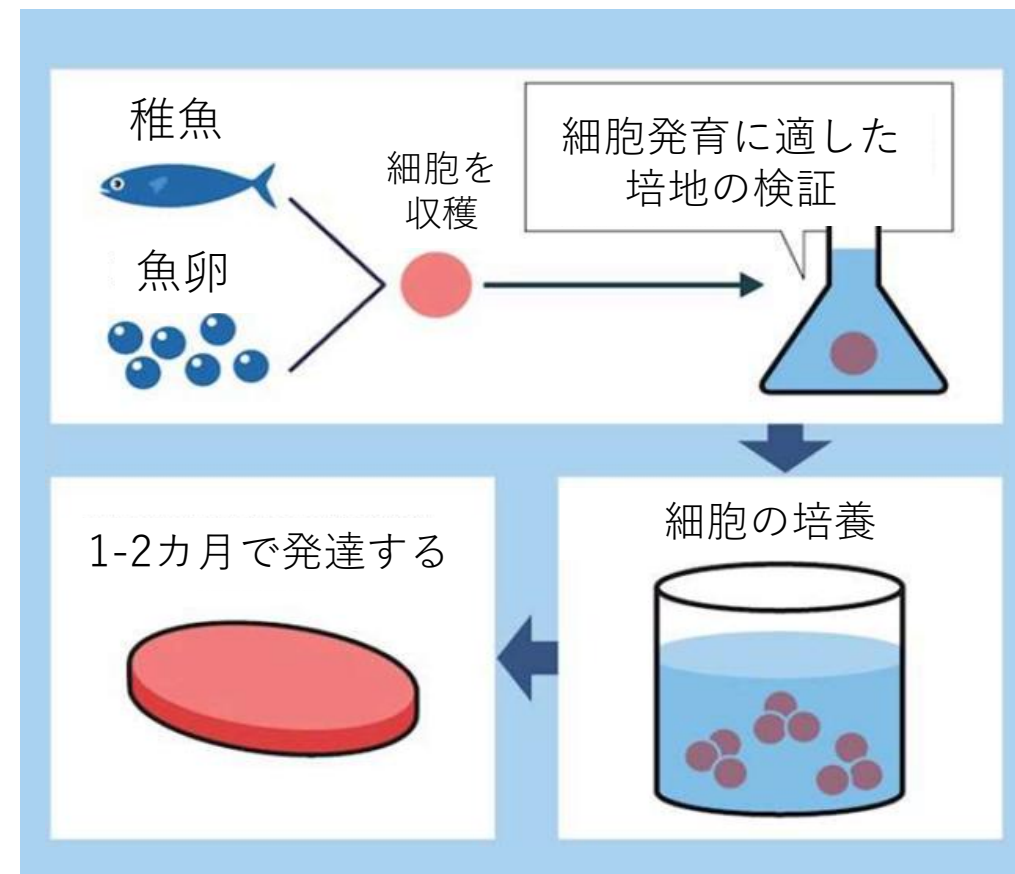 稚魚
魚卵
細胞を
収穫
細胞発育に適した
培地の検証
細胞の培養
1-2カ月で発達する